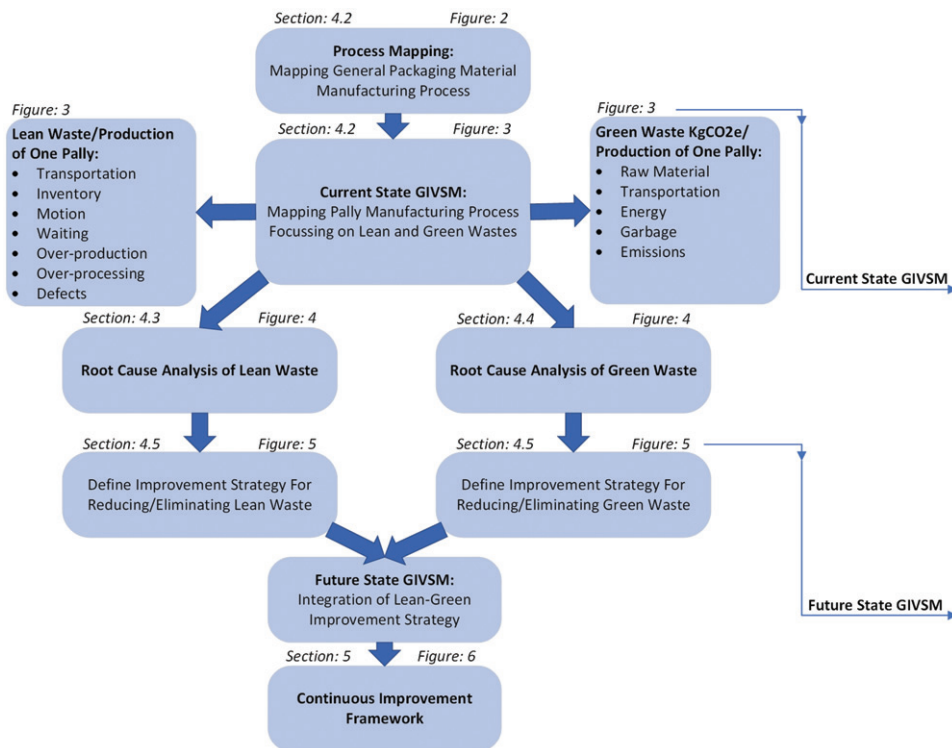 Section: 4.2 Figure: 2
Process Mapping:
Mapping General Packaging Material
Manufacturing Process
Figure: 3
Lean Waste/Production
of One Pally:
• Transportation
• Inventory
• Motion
• Waiting
• Over-production
• Over-processing
• Defects
Section: 4.2 Figure: 3
Current State GIVSM:
Mapping Pally Manufacturing Process
Focussing on Lean and Green Wastes
Figure: 3
Green Waste KgCO2e/
Production of One Pally:
• Raw Material
• Transportation
• Energy
• Garbage
• Emissions
Current State GIVSM
Section: 4.3 Figure: 4
Root Cause Analysis of Lean Waste
Section: 4.4 Figure: 4
Root Cause Analysis of Green Waste
Section: 4.5 Figure: 5
Define Improvement Strategy For
Reducing/Eliminating Lean Waste
Section: 4.5 Figure: 5
Define Improvement Strategy For
Reducing/Eliminating Green Waste
Future State GIVSM:
Integration of Lean-Green
Improvement Strategy
Future State GIVSM
Section: 5 Figure: 6
Continuous Improvement
Framework